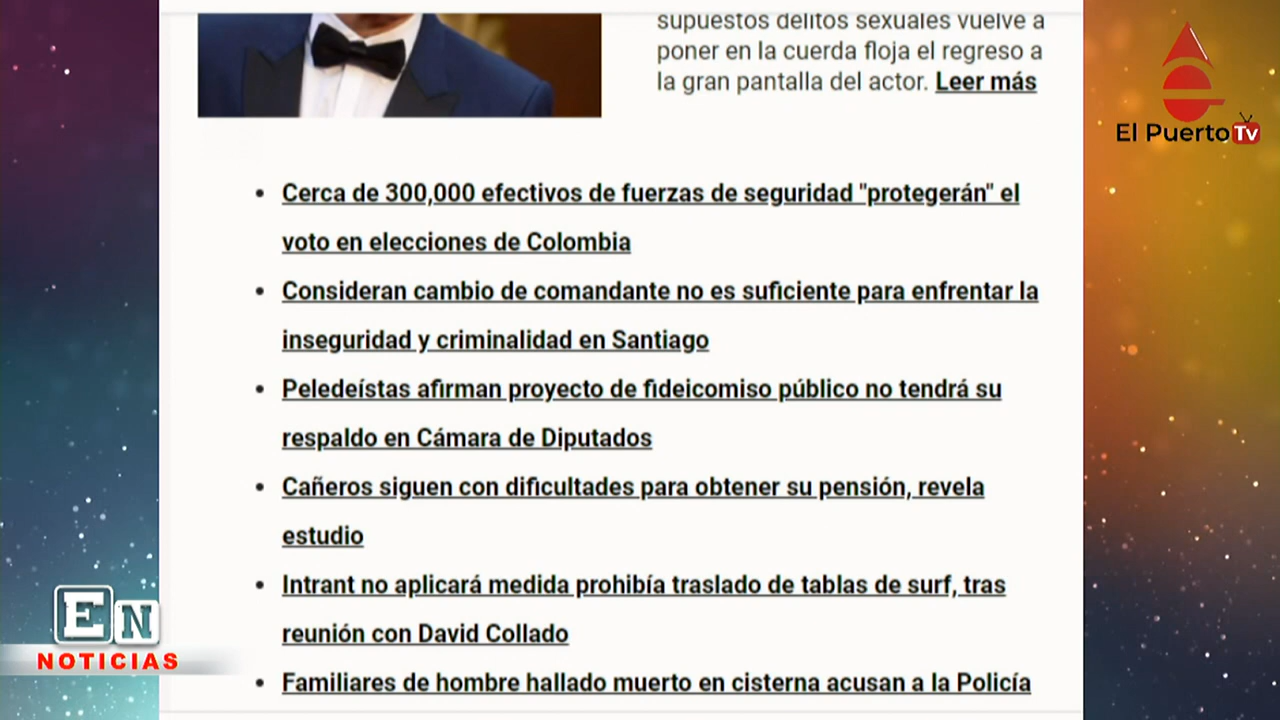 supuestos delitos sexuales vuelve a
poner en la cuerda floja el regreso a
la gran pantalla del actor. Leer más
El Puerto Tv
• Cerca de 300,000 efectivos de fuerzas de seguridad "protegerán" el
voto en elecciones de Colombia
• Consideran cambio de comandante no es suficiente para enfrentar la
inseguridad y criminalidad en Santiago
• Peledeístas afirman proyecto de fideicomiso público no tendrá su
respaldo en Cámara de Diputados
• Cañeros siguen con dificultades para obtener su pensión, revela
estudio
• Intrant no aplicará medida prohibía traslado de tablas de surf, tras
reunión con David Collado
• Familiares de hombre hallado muerto en cisterna acusan a la Policía
EN
NOTICIAS